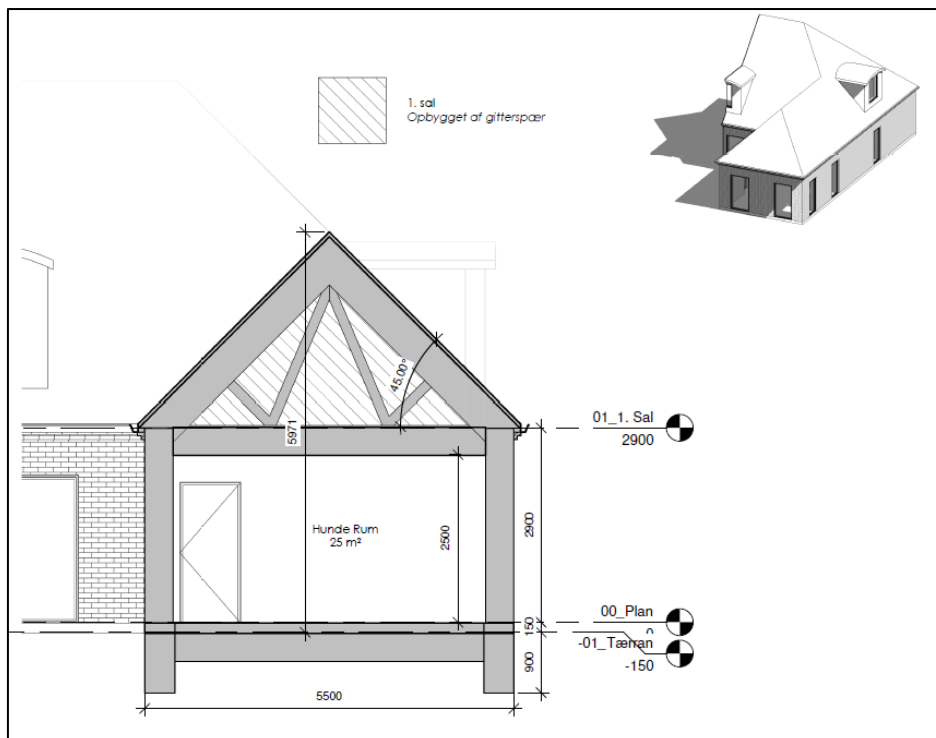 1. sal
Opbygget af gitterspær
45.00°
5971
01_1. Sal
2900
Hunde Rum
25 m²
2500
2900
00_Plan
0
150
-01_Tærran
-150
900
5500